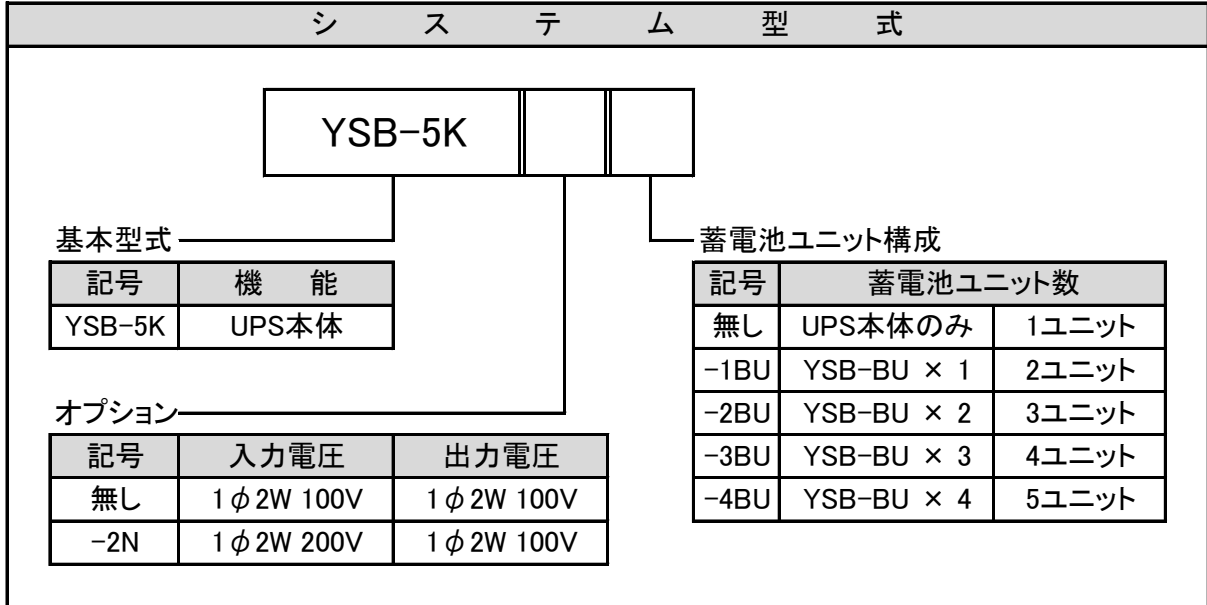 システム型式
YSB-5K
基本型式
記号 機能
YSB-5K UPS本体
オプション
記号 入力電圧 出力電圧
無し 1φ2W 100V 1φ2W 100V
-2N 1φ2W 200V 1φ2W 100V
蓄電池ユニット構成
記号 蓄電池ユニット数
無し UPS本体のみ 1ユニット
-1BU YSB-BU × 1 2ユニット
-2BU YSB-BU × 2 3ユニット
-3BU YSB-BU × 3 4ユニット
-4BU YSB-BU × 4 5ユニット